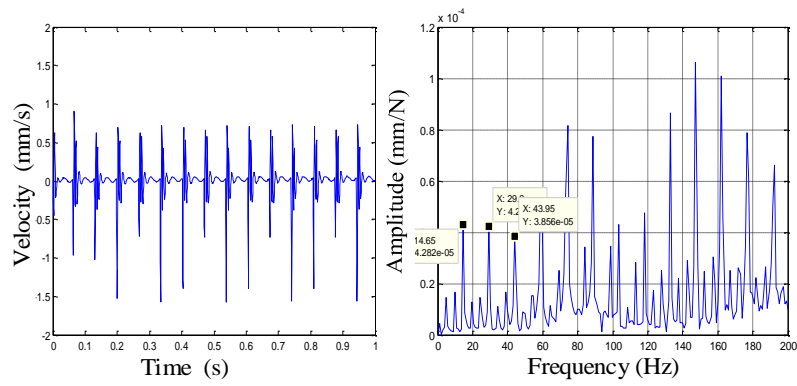 2
1.5
1
0.5
0
-0.5
-1
-1.5
-2
Velocity (mm/s)
0 0.1 0.2 0.3 0.4 0.5 0.6 0.7 0.8 0.9 1
Time (s)
x 10⁻⁴
1.2
1
0.8
0.6
0.4
0.2
0
Amplitude (mm/N)
14.65
4.282e-05
X: 29.
Y: 4.2
X: 43.95
Y: 3.856e-05
0 20 40 60 80 100 120 140 160 180 200
Frequency (Hz)